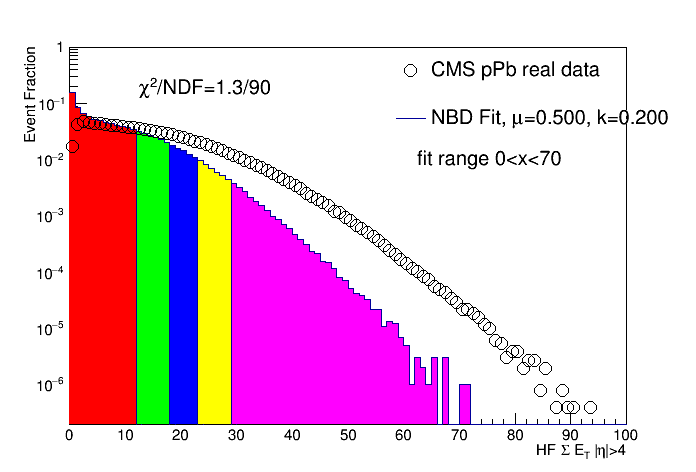 1
CMS pPb real data
χ²/NDF=1.3/90
10⁻¹
NBD Fit, μ=0.500, k=0.200
fit range 0<x<70
10⁻²
10⁻³
10⁻⁴
10⁻⁵
10⁻⁶
Event Fraction
0 10 20 30 40 50 60 70 80 90 100
HF Σ E_T |η|>4